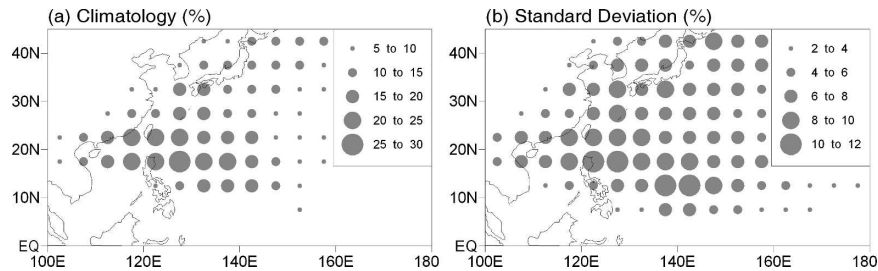 (a) Climatology (%)
40N
30N
20N
10N
EQ
100E 120E 140E 160E 180
5 to 10
10 to 15
15 to 20
20 to 25
25 to 30
(b) Standard Deviation (%)
40N
30N
20N
10N
EQ
100E 120E 140E 160E 180
2 to 4
4 to 6
6 to 8
8 to 10
10 to 12